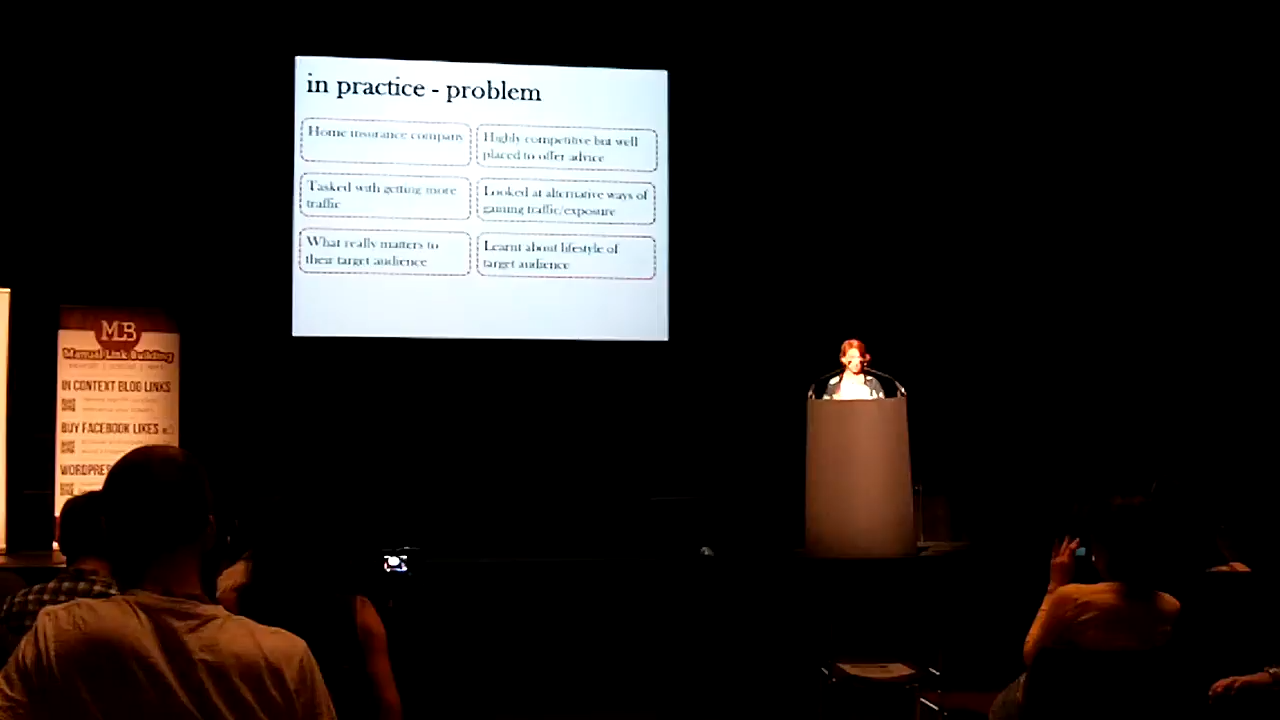 in practice - problem
Home insurance company
Highly competitive but well
placed to offer advice
Tasked with getting more
traffic
Looked at alternative ways of
gaining traffic/exposure
What really matters to
their target audience
Learnt about lifestyle of
target audience
MB
Manual Link Building
IN CONTEXT BLOG LINKS
BUY FACEBOOK LIKES